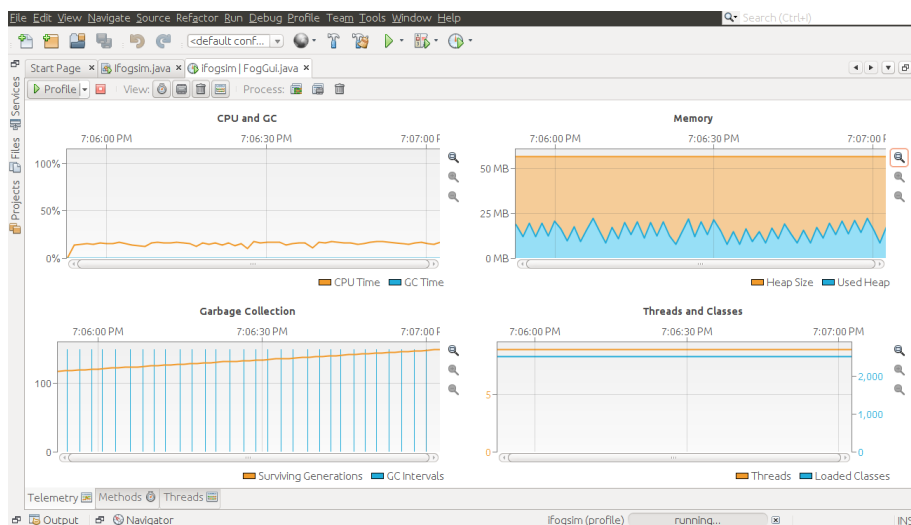 File Edit View Navigate Source Refactor Run Debug Profile Team Tools Window Help Search (Ctrl+I)
<default conf...
Start Page ifogsim.java ifogsim | FogGui.java
Profile View: Process:
Services
Files
Projects
CPU and GC
7:06:00 PM 7:06:30 PM 7:07:00 P
100%
50%
0%
CPU Time GC Time
Memory
7:06:00 PM 7:06:30 PM 7:07:00 P
50 MB
25 MB
0 MB
Heap Size Used Heap
Garbage Collection
7:06:00 PM 7:06:30 PM 7:07:00 P
100
0
Surviving Generations GC Intervals
Threads and Classes
7:06:00 PM 7:06:30 PM 7:07:00 PM
5
0
2,000
1,000
0
Threads Loaded Classes
Telemetry Methods Threads
Output Navigator ifogsim (profile) running... INS